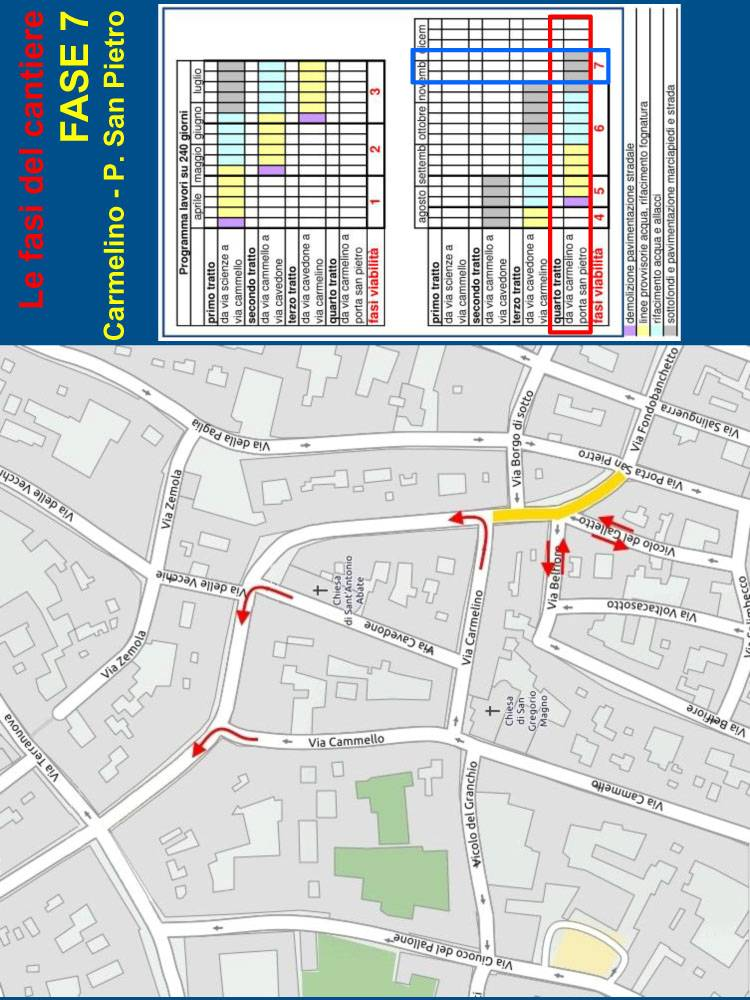 Le fasi del cantiere
FASE 7
Carmelino - P. San Pietro
Programma lavori su 240 giorni
aprile maggio giugno luglio
primo tratto
da via scienze a
via cammello
secondo tratto
da via cammello a
via cavedone
terzo tratto
da via cavedone a
via carmelino
quarto tratto
da via carmelino a
porta san pietro
fasi viabilità 1 2 3
agosto settemb ottobre novembr dicem
primo tratto
da via scienze a
via cammello
secondo tratto
da via cammello a
via cavedone
terzo tratto
da via cavedone a
via carmelino
quarto tratto
da via carmelino a
porta san pietro
fasi viabilità 4 5 6 7
demolizione pavimentazione stradale
linee provvisorie acqua, rifacimento fognatura
rifacimento acqua e allacci
sottofondi e pavimentazione marciapiedi e strada
Via delle Vecchie
Via Zemola
Via della Paglia
Via Borgo di sotto
Via Fondobanchetto
Via Salinguerra
Via Porta San Pietro
Vicolo del Galletto
Via Belfiore
Via Voltacasotto
Via delle Vecchie
Chiesa
di Sant'Antonio
Abate
Via Cavedone
Via Carmelino
Via Zemola
Chiesa
di San
Gregorio
Magno
Via Belfiore
Via Terranuova
Via Cammello
Via Cammello
Vicolo del Granchio
Via Giuoco del Pallone